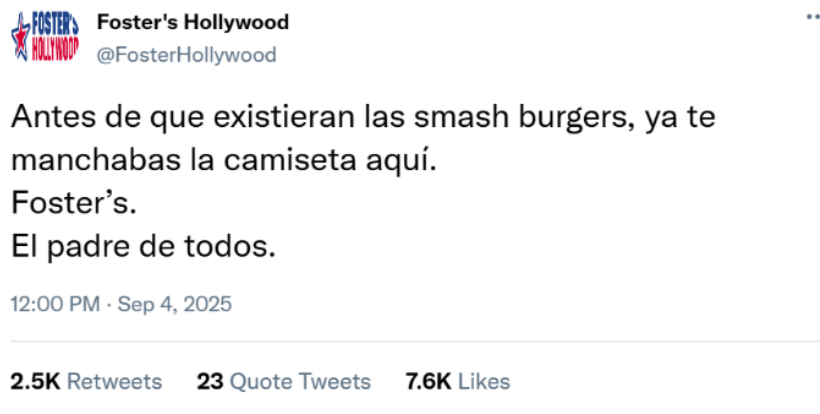 FOSTER'S
HOLLYWOOD
Foster's Hollywood
@FosterHollywood
Antes de que existieran las smash burgers, ya te
manchabas la camiseta aquí.
Foster’s.
El padre de todos.
12:00 PM · Sep 4, 2025
2.5K Retweets 23 Quote Tweets 7.6K Likes